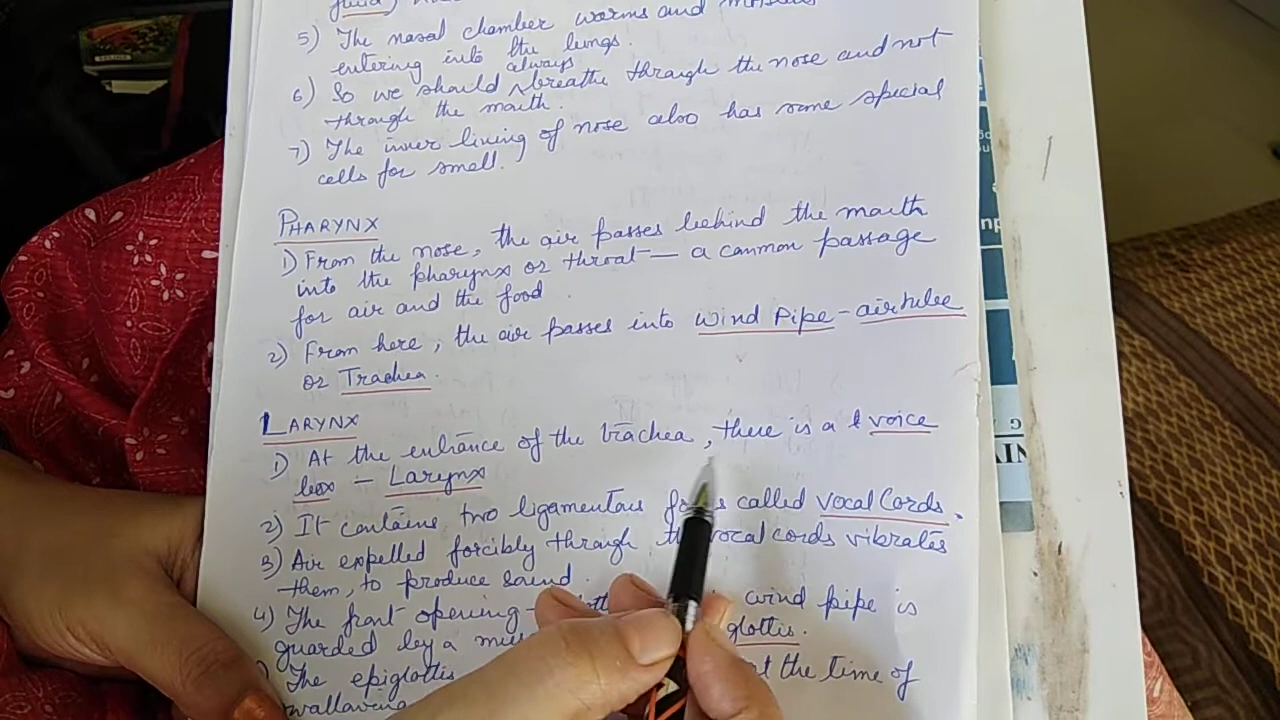 fluid)
5) The nasal chamber warms and
entering into the lungs.
always
6) So we should breathe through the nose and not
through the mouth.
7) The inner lining of nose also has some special
cells for smell.
PHARYNX
1) From the nose, the air passes behind the mouth
into the pharynx or throat — a common passage
for air and the food.
2) From here, the air passes into wind Pipe - airtube
or Trachea.
LARYNX
1) At the entrance of the trachea, there is a voice
box - Larynx
2) It contains two ligamentous called vocal Cords.
3) Air expelled forcibly through vocal cords vibrates
them, to produce sound.
4) The front opening wind pipe is
guarded by a glottis.
The epiglottis at the time of